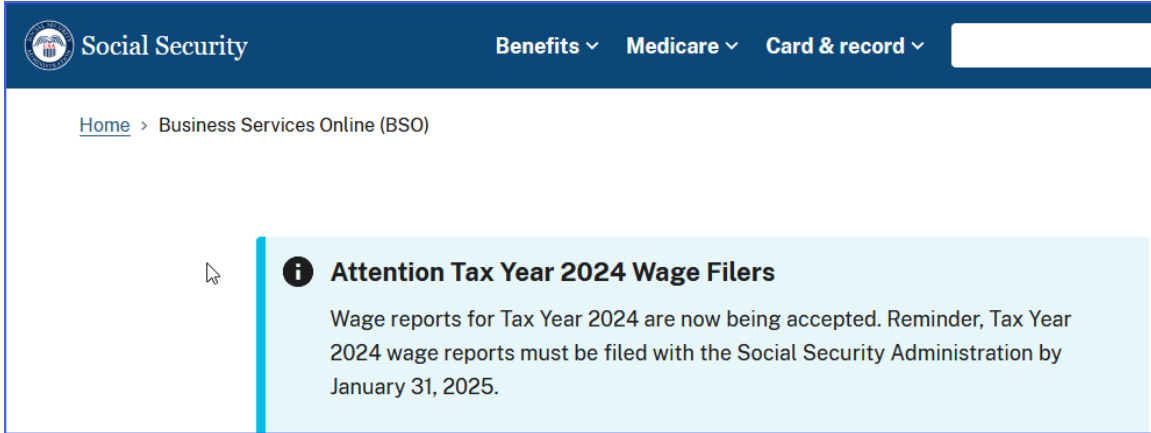 Social Security Benefits Medicare Card & record
Home > Business Services Online (BSO)
Attention Tax Year 2024 Wage Filers
Wage reports for Tax Year 2024 are now being accepted. Reminder, Tax Year
2024 wage reports must be filed with the Social Security Administration by
January 31, 2025.